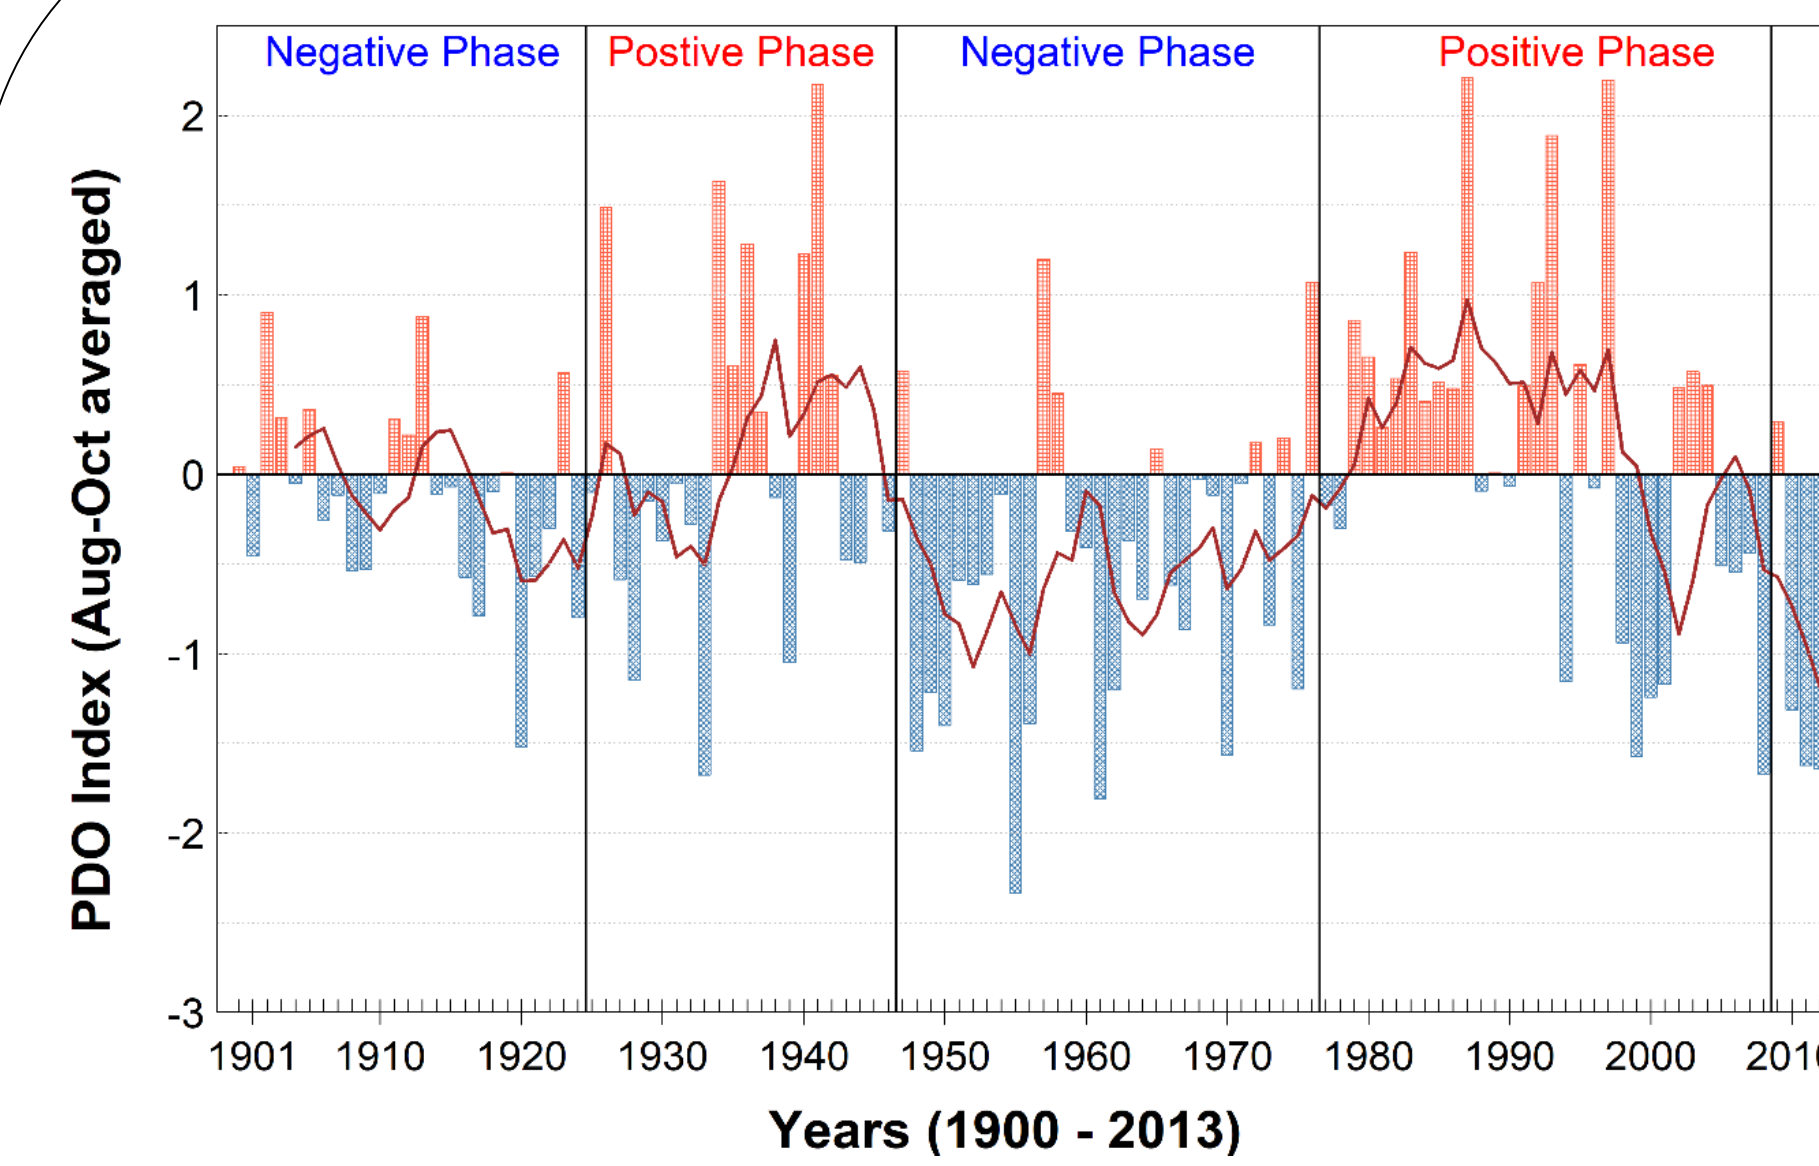 Negative Phase Postive Phase Negative Phase Positive Phase
PDO Index (Aug-Oct averaged)
2
1
0
-1
-2
-3
1901 1910 1920 1930 1940 1950 1960 1970 1980 1990 2000 2010
Years (1900 - 2013)